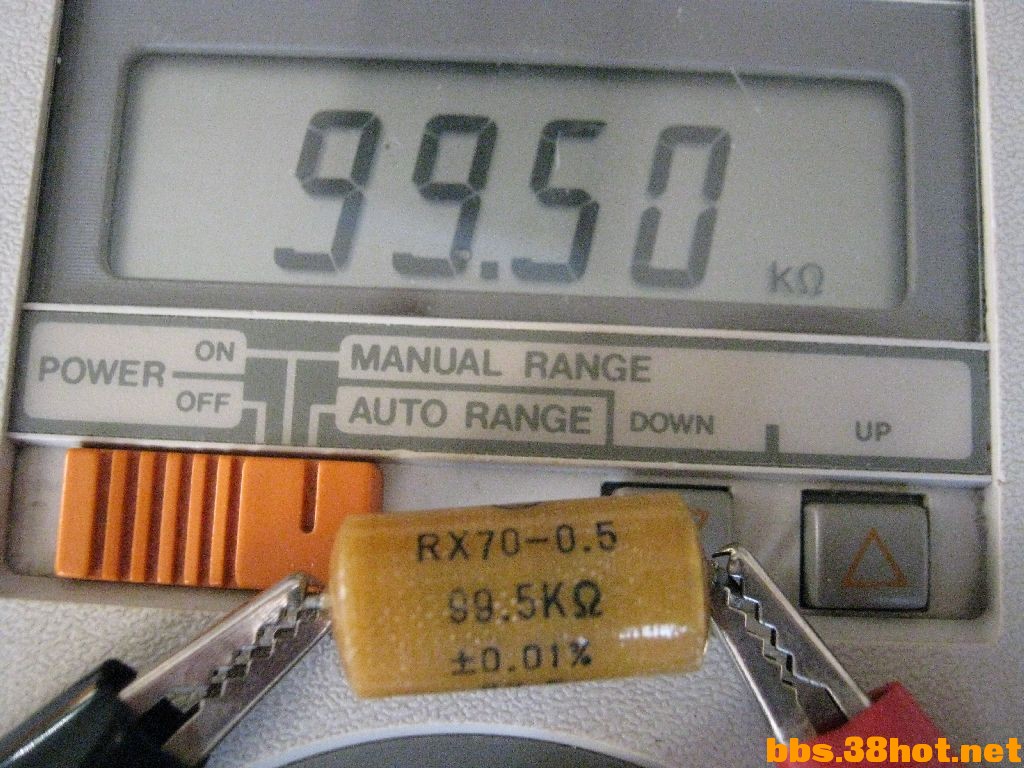 99.50
kΩ
POWER
ON
OFF
MANUAL RANGE
AUTO RANGE
DOWN
UP
RX70-0.5
99.5KΩ
±0.01%
bbs.38hot.net